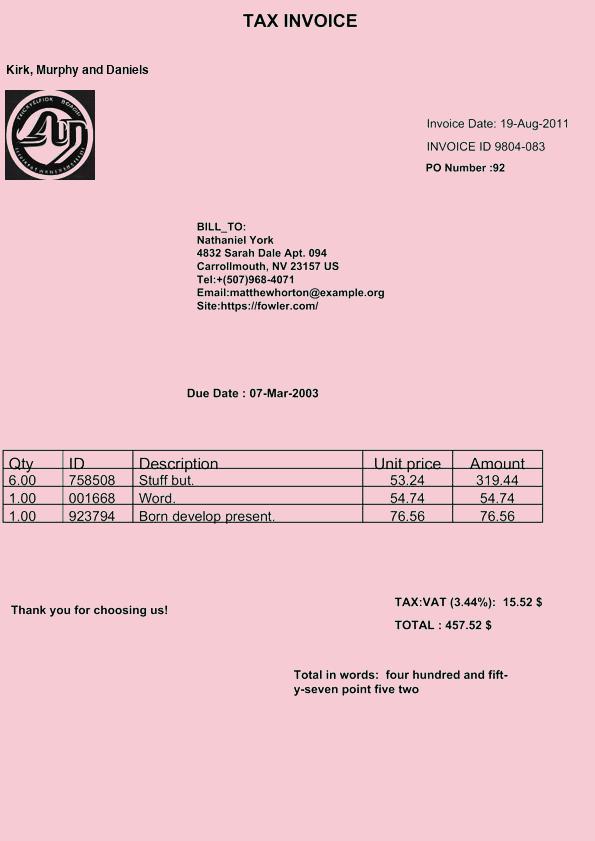 TAX INVOICE
Kirk, Murphy and Daniels
Invoice Date: 19-Aug-2011
INVOICE ID 9804-083
PO Number :92
BILL_TO:
Nathaniel York
4832 Sarah Dale Apt. 094
Carrollmouth, NV 23157 US
Tel:+(507)968-4071
Email:matthewhorton@example.org
Site:https://fowler.com/
Due Date : 07-Mar-2003
Qty ID Description Unit price Amount
6.00 758508 Stuff but. 53.24 319.44
1.00 001668 Word. 54.74 54.74
1.00 923794 Born develop present. 76.56 76.56
TAX:VAT (3.44%): 15.52 $
Thank you for choosing us!
TOTAL : 457.52 $
Total in words: four hundred and fift-
y-seven point five two